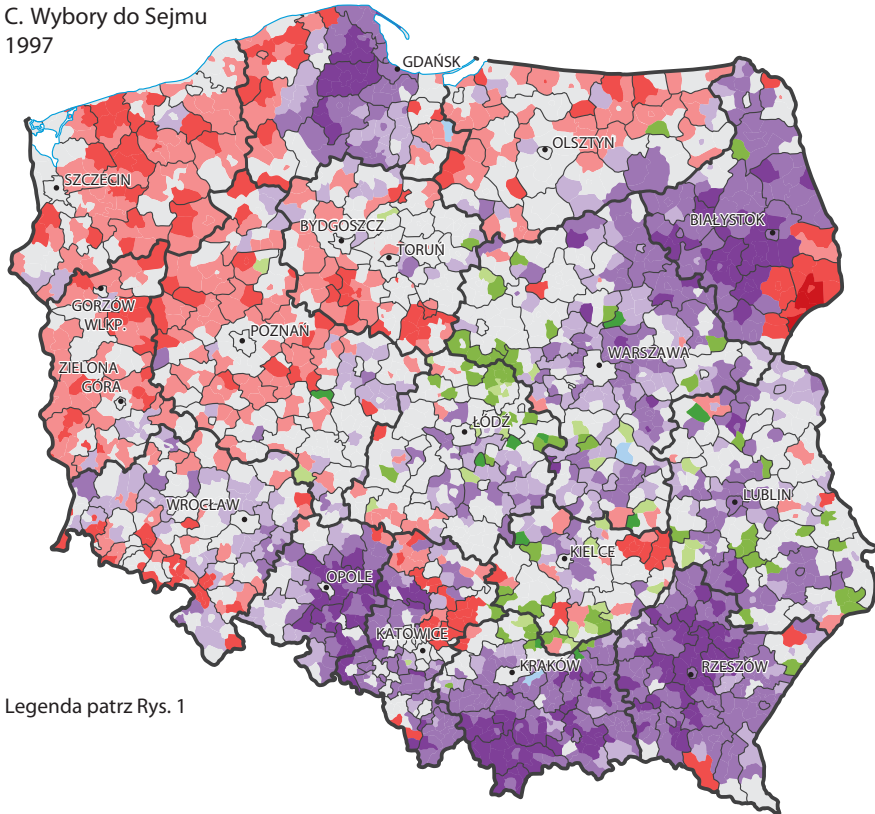 C. Wybory do Sejmu
1997
GDAŃSK
OLSZTYN
SZCZECIN
BIAŁYSTOK
BYDGOSZCZ
TORUŃ
GORZÓW
WLKP.
POZNAŃ
WARSZAWA
ZIELONA
GÓRA
ŁÓDŹ
WROCŁAW
LUBLIN
KIELCE
OPOLE
KATOWICE
KRAKÓW
RZESZÓW
Legenda patrz Rys. 1